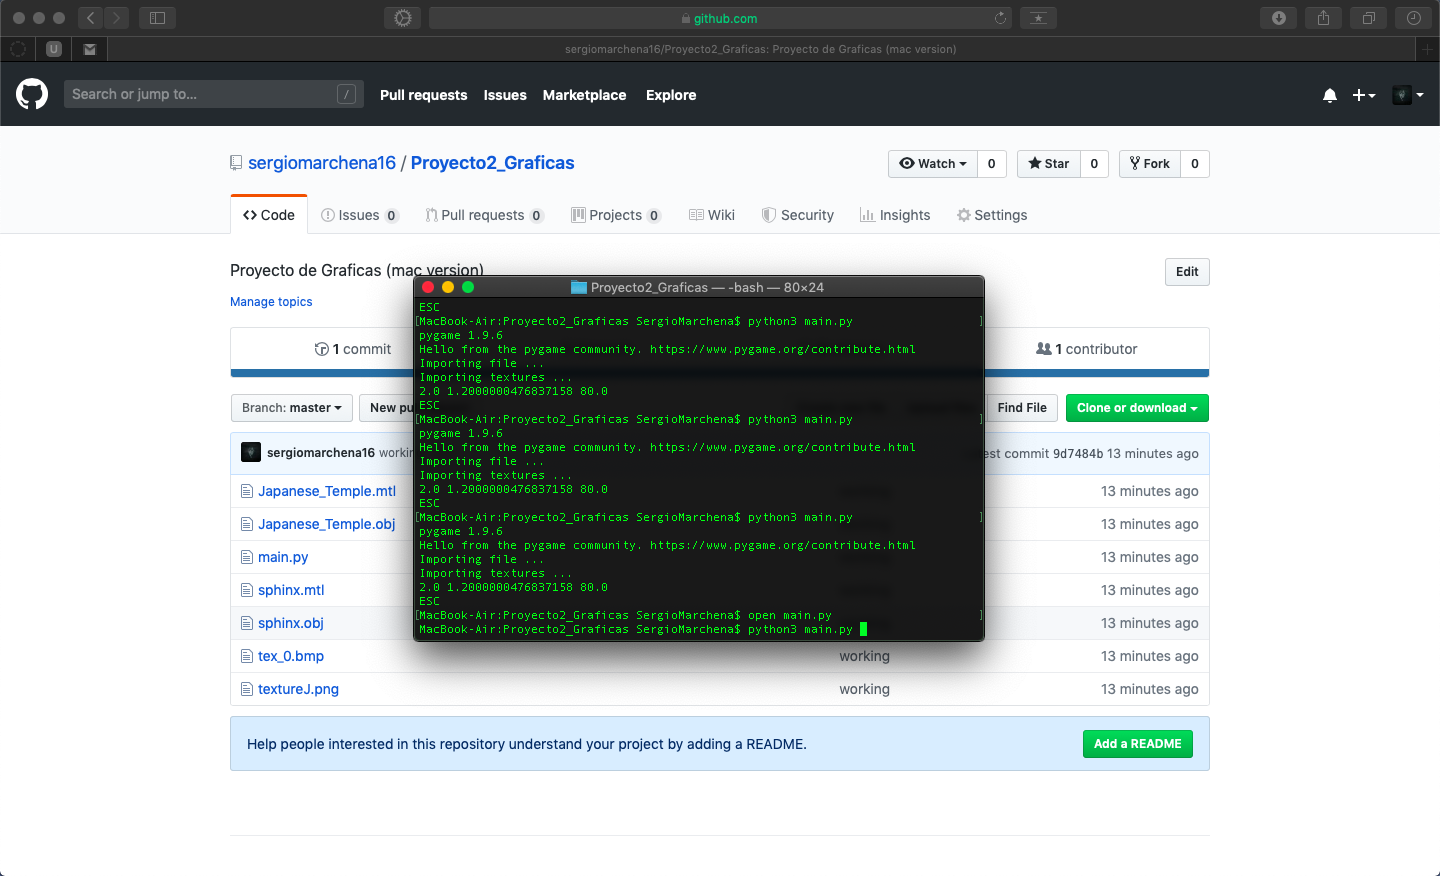 github.com
U
sergiomarchena16/Proyecto2_Graficas: Proyecto de Graficas (mac version)
Search or jump to... /
Pull requests Issues Marketplace Explore
sergiomarchena16 / Proyecto2_Graficas
Watch 0 Star 0 Fork 0
Code Issues 0 Pull requests 0 Projects 0 Wiki Security Insights Settings
Proyecto de Graficas (mac version)
Edit
Manage topics
1 commit
1 contributor
Branch: master New pu
Find File Clone or download
sergiomarchena16 workin
est commit 9d7484b 13 minutes ago
Japanese_Temple.mtl 13 minutes ago
Japanese_Temple.obj 13 minutes ago
main.py 13 minutes ago
sphinx.mtl 13 minutes ago
sphinx.obj 13 minutes ago
tex_0.bmp working 13 minutes ago
textureJ.png working 13 minutes ago
Help people interested in this repository understand your project by adding a README.
Add a README
Proyecto2_Graficas — -bash — 80×24
ESC
[MacBook-Air:Proyecto2_Graficas SergioMarchena$ python3 main.py ]
pygame 1.9.6
Hello from the pygame community. https://www.pygame.org/contribute.html
Importing file ...
Importing textures ...
2.0 1.2000000476837158 80.0
ESC
[MacBook-Air:Proyecto2_Graficas SergioMarchena$ python3 main.py ]
pygame 1.9.6
Hello from the pygame community. https://www.pygame.org/contribute.html
Importing file ...
Importing textures ...
2.0 1.2000000476837158 80.0
ESC
[MacBook-Air:Proyecto2_Graficas SergioMarchena$ python3 main.py ]
pygame 1.9.6
Hello from the pygame community. https://www.pygame.org/contribute.html
Importing file ...
Importing textures ...
2.0 1.2000000476837158 80.0
ESC
[MacBook-Air:Proyecto2_Graficas SergioMarchena$ open main.py ]
MacBook-Air:Proyecto2_Graficas SergioMarchena$ python3 main.py